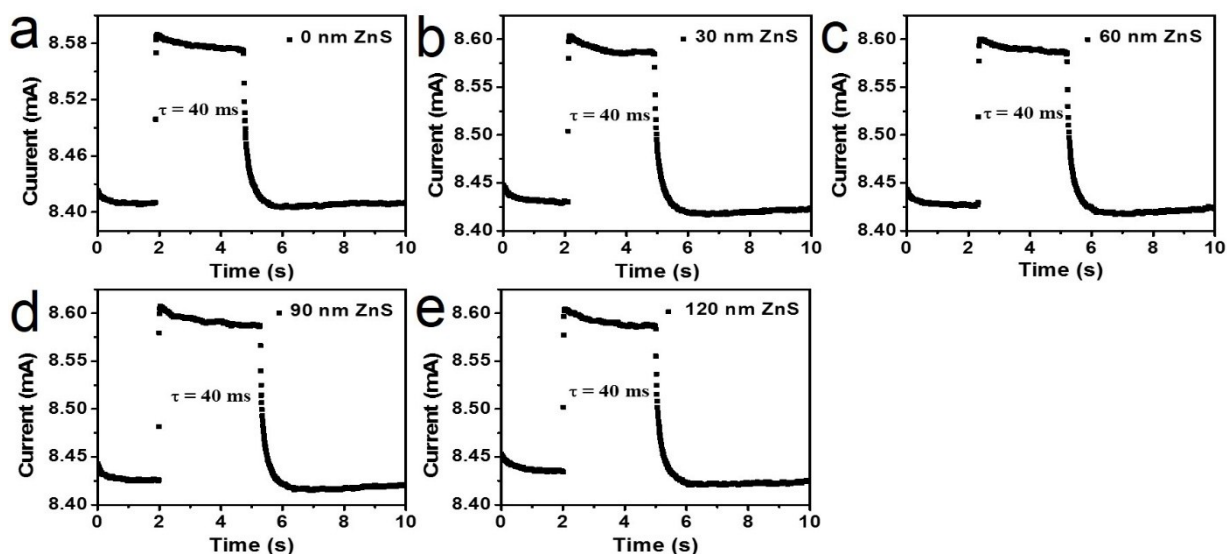 a
Cuurent (mA)
8.58
8.52
8.46
8.40
0 nm ZnS
τ = 40 ms
0 2 4 6 8 10
Time (s)
b
Current (mA)
8.60
8.55
8.50
8.45
8.40
30 nm ZnS
τ = 40 ms
0 2 4 6 8 10
Time (s)
c
Current (mA)
8.60
8.55
8.50
8.45
8.40
60 nm ZnS
τ = 40 ms
0 2 4 6 8 10
Time (s)
d
Current (mA)
8.60
8.55
8.50
8.45
8.40
90 nm ZnS
τ = 40 ms
0 2 4 6 8 10
Time (s)
e
Current (mA)
8.60
8.55
8.50
8.45
8.40
120 nm ZnS
τ = 40 ms
0 2 4 6 8 10
Time (s)